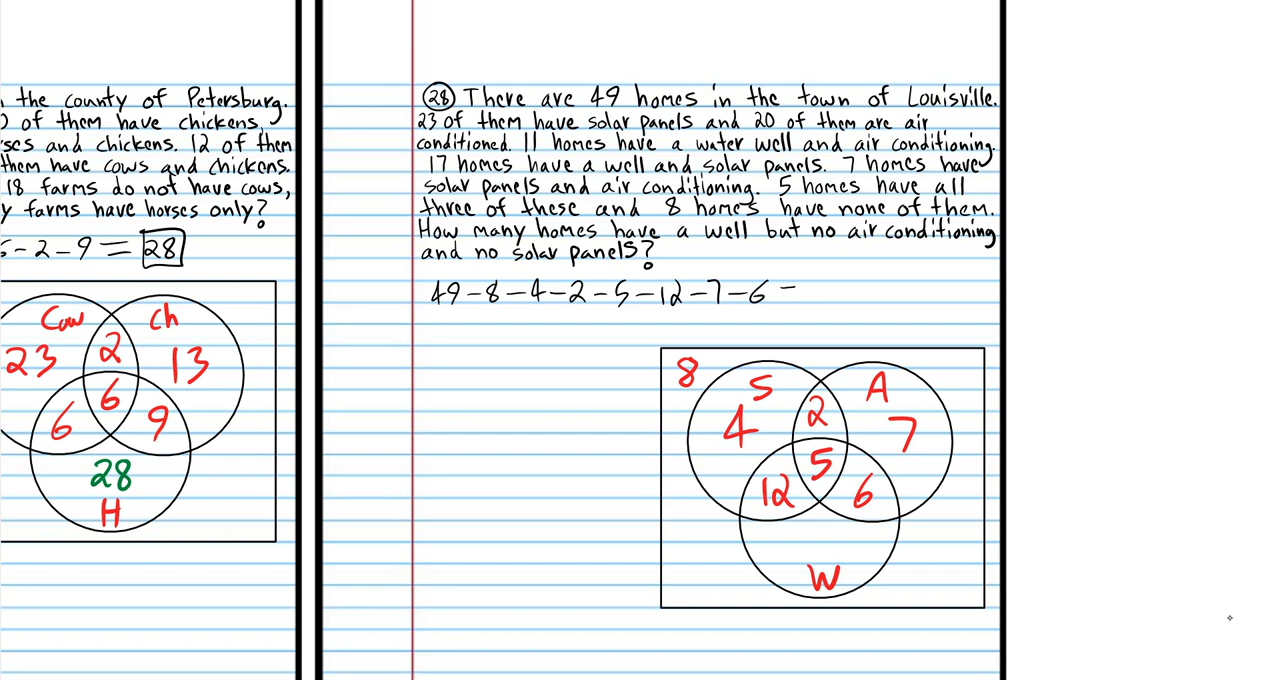 the county of Petersburg.
of them have chickens,
and chickens. 12 of them
them have cows and chickens.
18 farms do not have cows,
farms have horses only?
- 2 - 9 = 28
Cow Ch
23 2 13
6
6 9
28
H
28 There are 49 homes in the town of Louisville.
23 of them have solar panels and 20 of them are air
conditioned. 11 homes have a water well and air conditioning.
17 homes have a well and solar panels. 7 homes have
solar panels and air conditioning. 5 homes have all
three of these and 8 homes have none of them.
How many homes have a well but no air conditioning
and no solar panels?
49 - 8 - 4 - 2 - 5 - 12 - 7 - 6 =
8 S A
4 2 7
5
12 6
W